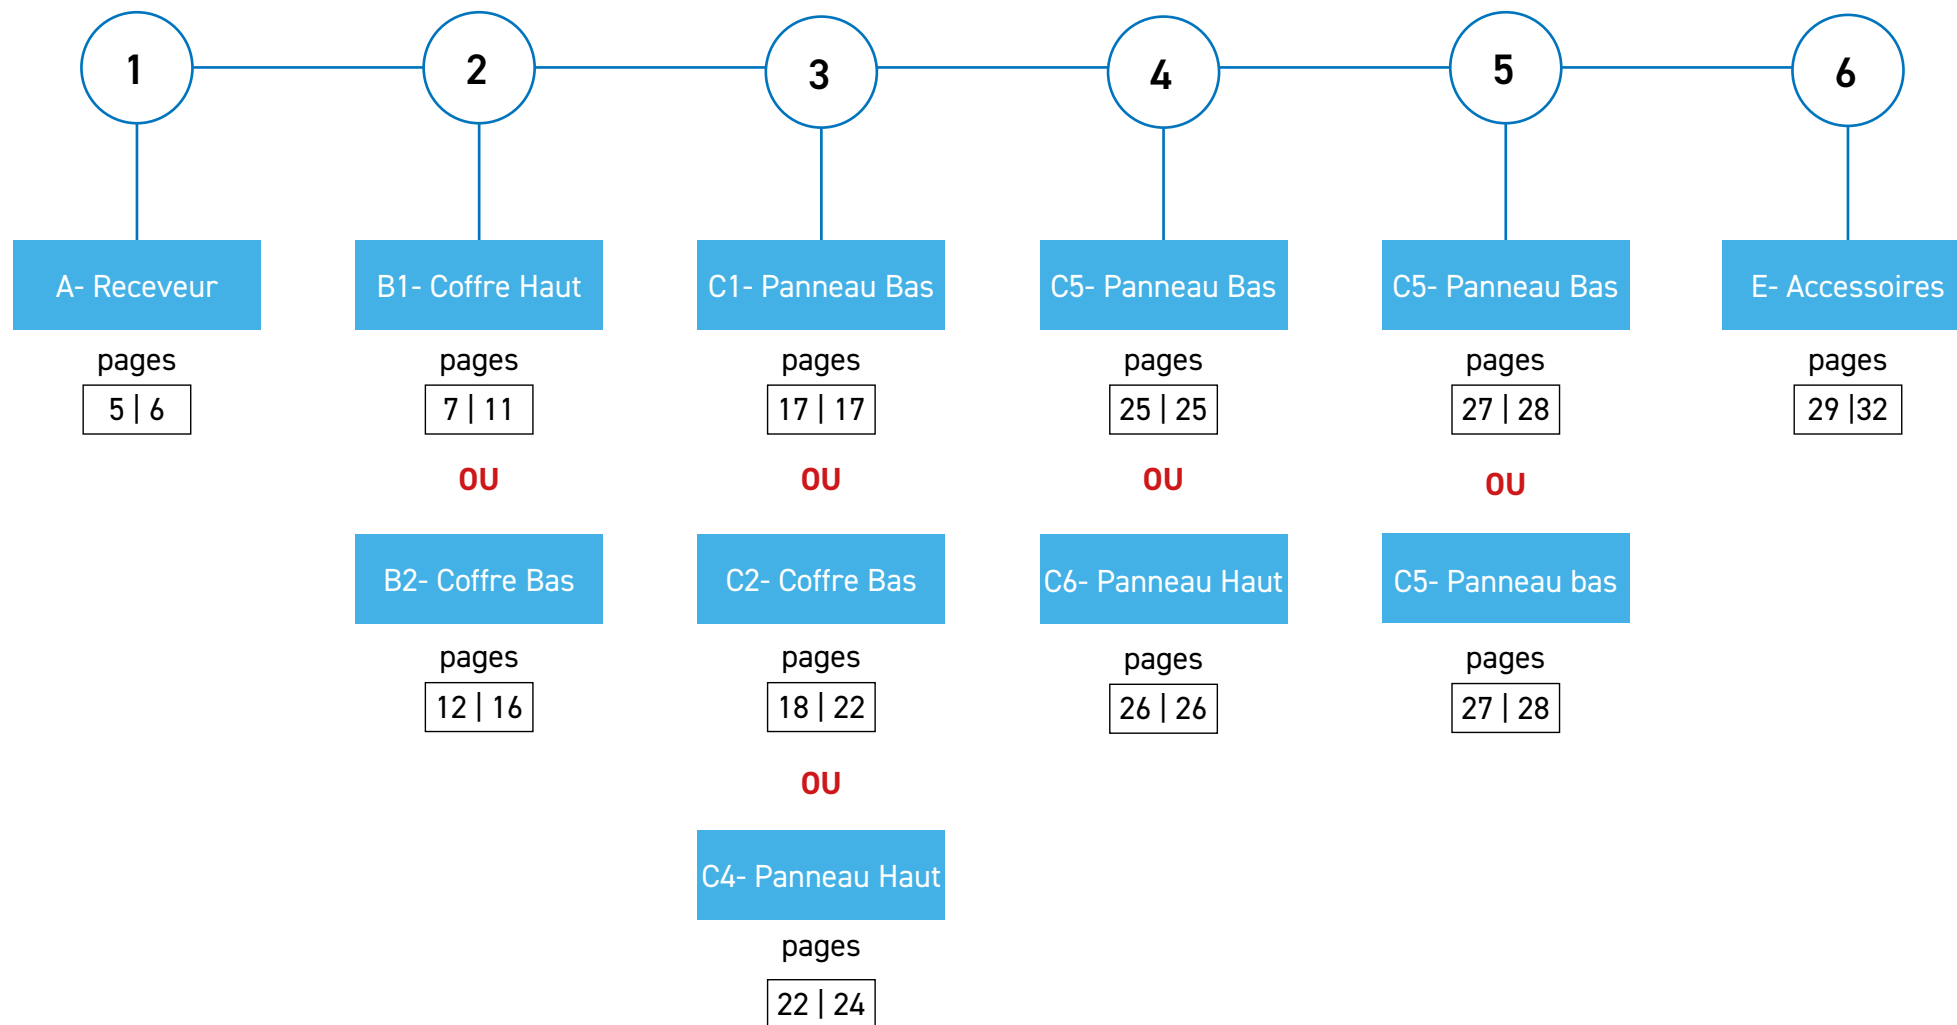 1
2
3
4
5
6
A- Receveur
B1- Coffre Haut
C1- Panneau Bas
C5- Panneau Bas
C5- Panneau Bas
E- Accessoires
pages
pages
pages
pages
pages
pages
5 | 6
7 | 11
17 | 17
25 | 25
27 | 28
29 |32
OU
OU
OU
OU
B2- Coffre Bas
C2- Coffre Bas
C6- Panneau Haut
C5- Panneau bas
pages
pages
pages
pages
12 | 16
18 | 22
26 | 26
27 | 28
OU
C4- Panneau Haut
pages
22 | 24